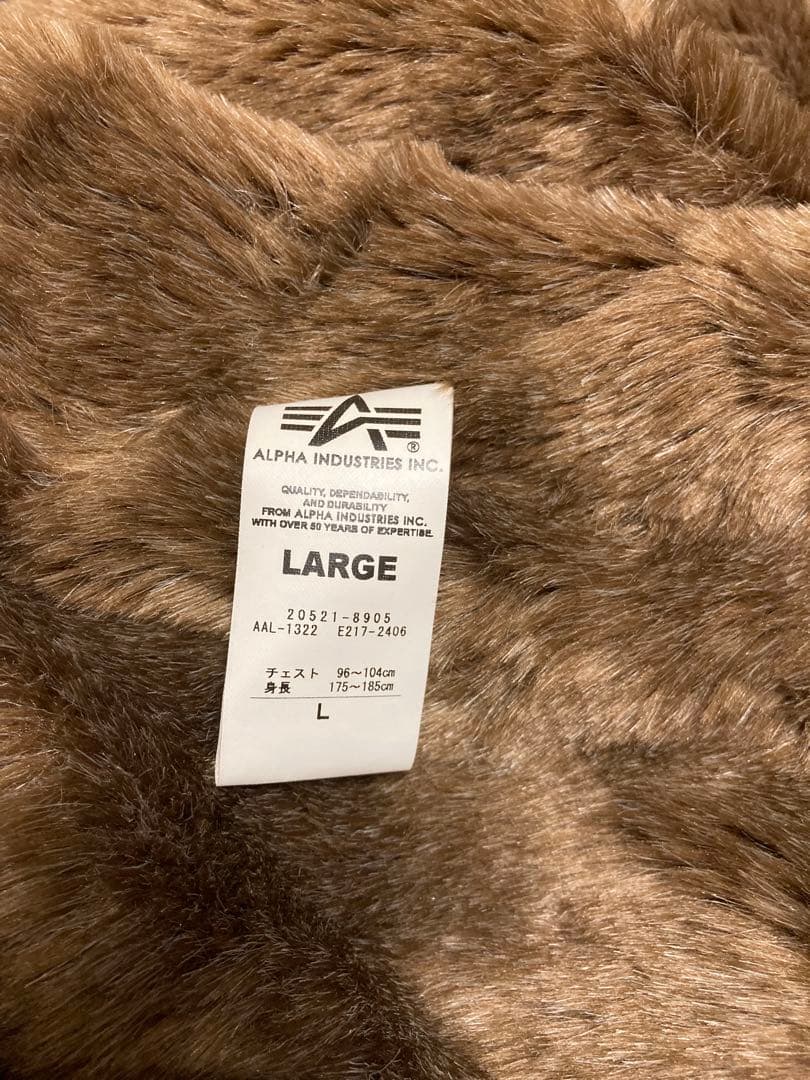 ALPHA INDUSTRIES INC.
QUALITY, DEPENDABILITY,
AND DURABILITY
FROM ALPHA INDUSTRIES INC.
WITH OVER 50 YEARS OF EXPERTISE.
LARGE
20521-8905
AAL-1322 E217-2406
チェスト 96～104cm
身長 175～185cm
L